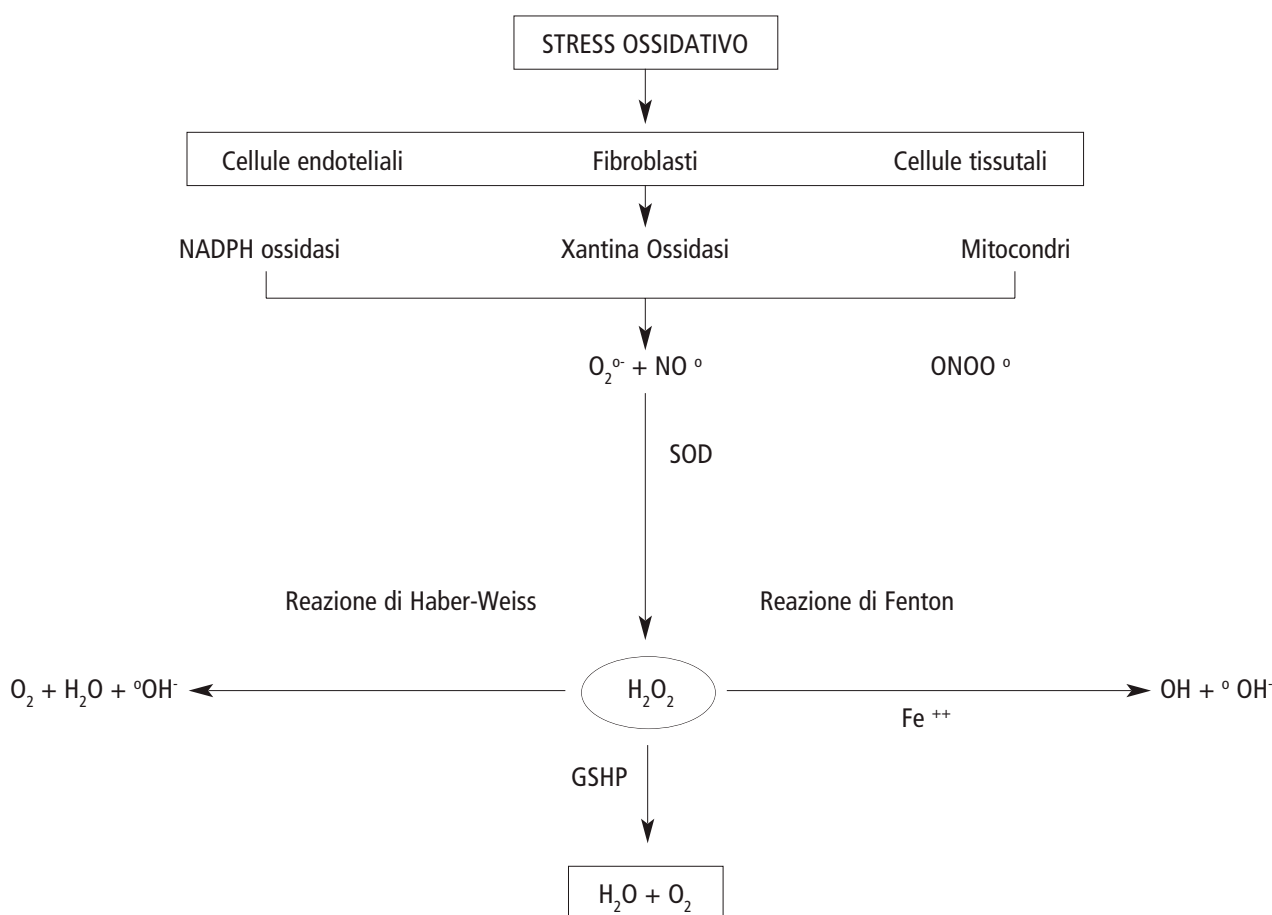 STRESS OSSIDATIVO
Cellule endoteliali Fibroblasti Cellule tissutali
NADPH ossidasi Xantina Ossidasi Mitocondri
O₂º⁻ + NO º ONOO º
SOD
Reazione di Haber-Weiss Reazione di Fenton
O₂ + H₂O + ºOH⁻ H₂O₂ OH + º OH⁻
Fe ⁺⁺
GSHP
H₂O + O₂